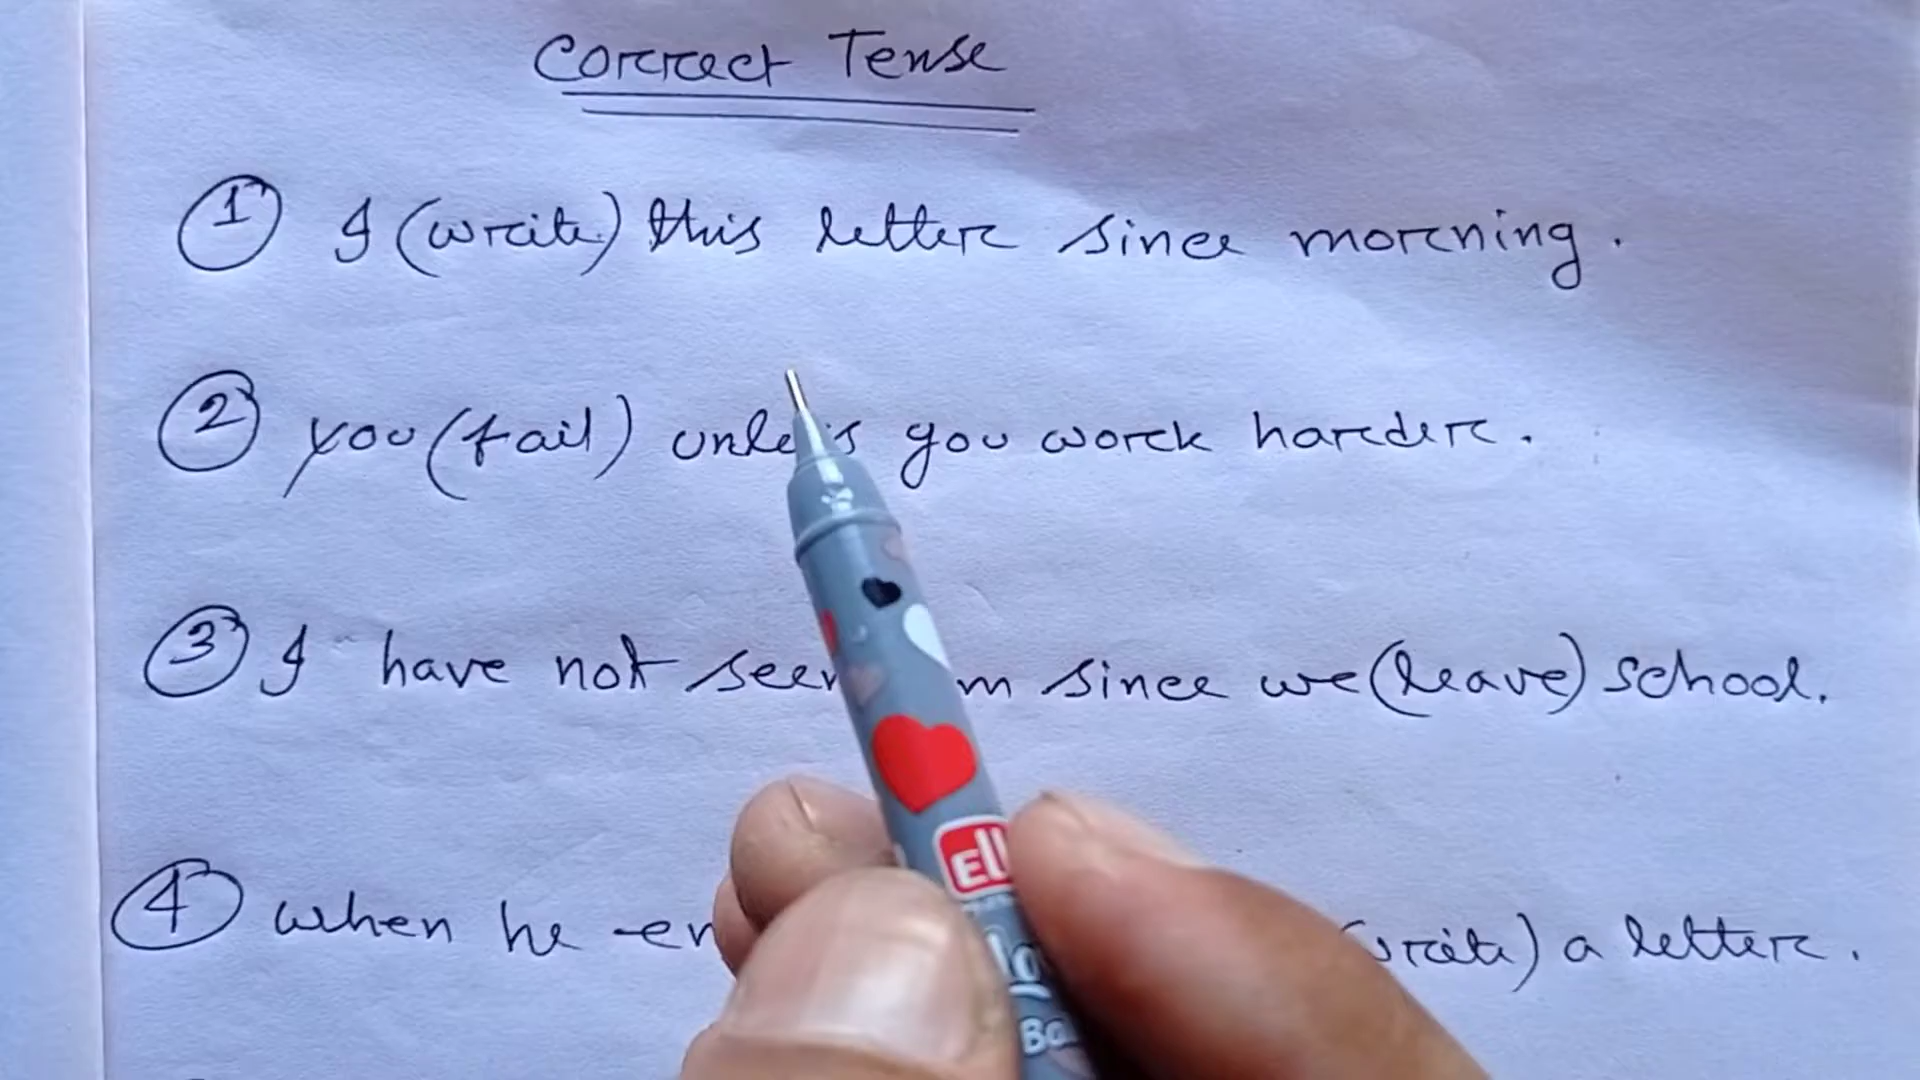 Correct Tense
① I (write) this letter since morning.
② You (fail) unless you work harder.
③ I have not seen since we (leave) school.
④ when he a letter.